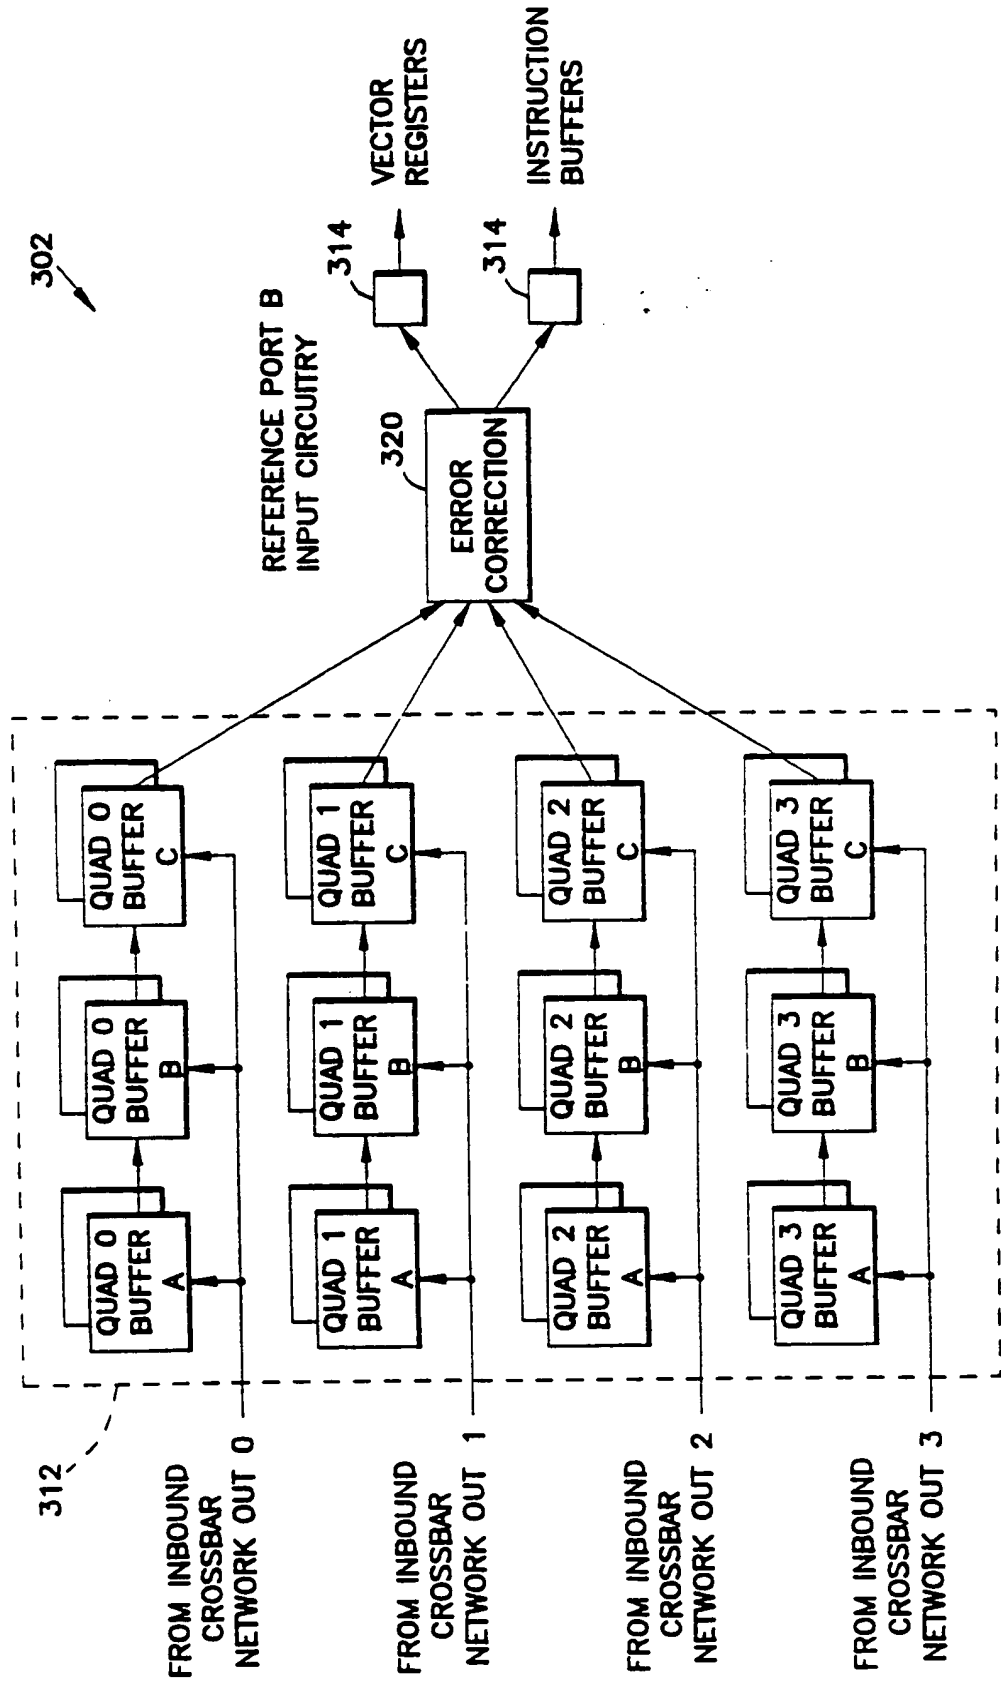 302
REFERENCE PORT B
INPUT CIRCUITRY
312
FROM INBOUND
CROSSBAR
NETWORK OUT 0
QUAD 0
BUFFER
A
QUAD 0
BUFFER
B
QUAD 0
BUFFER
C
FROM INBOUND
CROSSBAR
NETWORK OUT 1
QUAD 1
BUFFER
A
QUAD 1
BUFFER
B
QUAD 1
BUFFER
C
FROM INBOUND
CROSSBAR
NETWORK OUT 2
QUAD 2
BUFFER
A
QUAD 2
BUFFER
B
QUAD 2
BUFFER
C
FROM INBOUND
CROSSBAR
NETWORK OUT 3
QUAD 3
BUFFER
A
QUAD 3
BUFFER
B
QUAD 3
BUFFER
C
320
ERROR
CORRECTION
314
VECTOR
REGISTERS
314
INSTRUCTION
BUFFERS